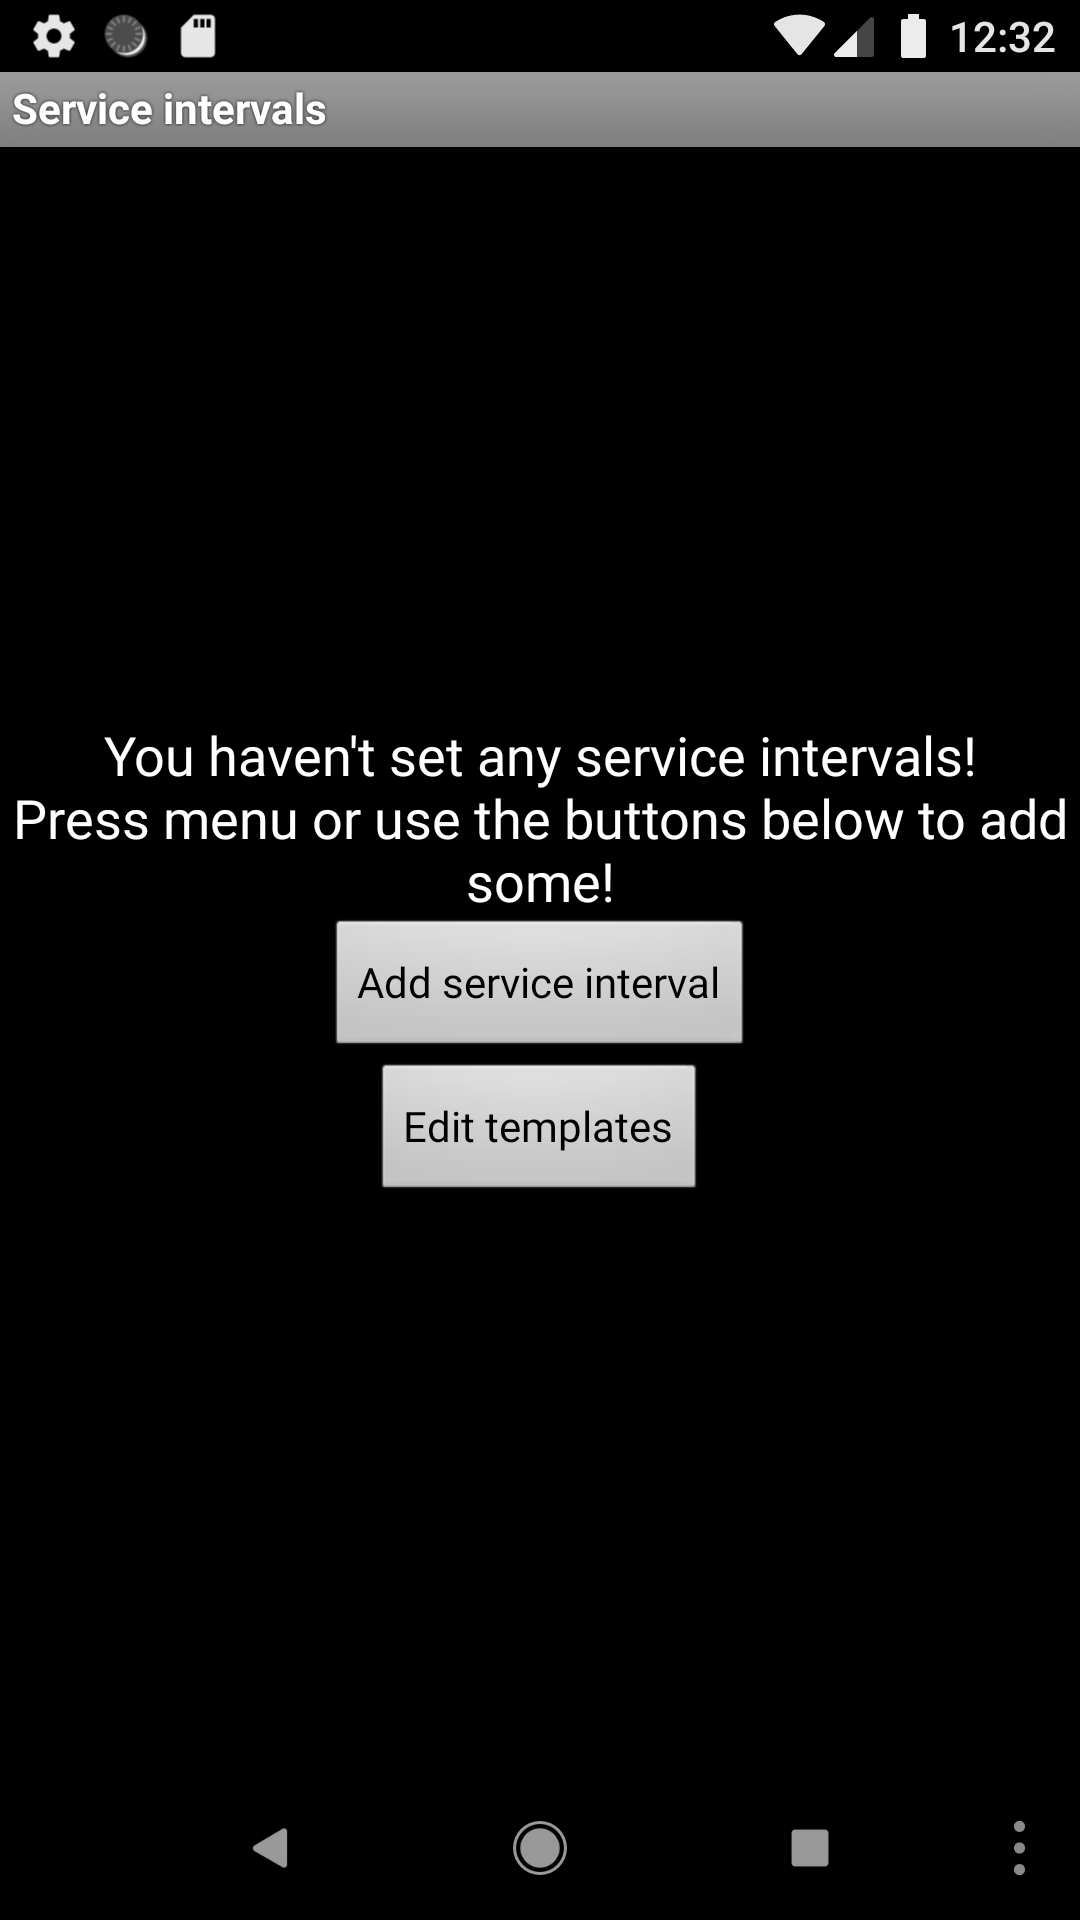 12:32
Service intervals
You haven't set any service intervals!
Press menu or use the buttons below to add
some!
Add service interval
Edit templates